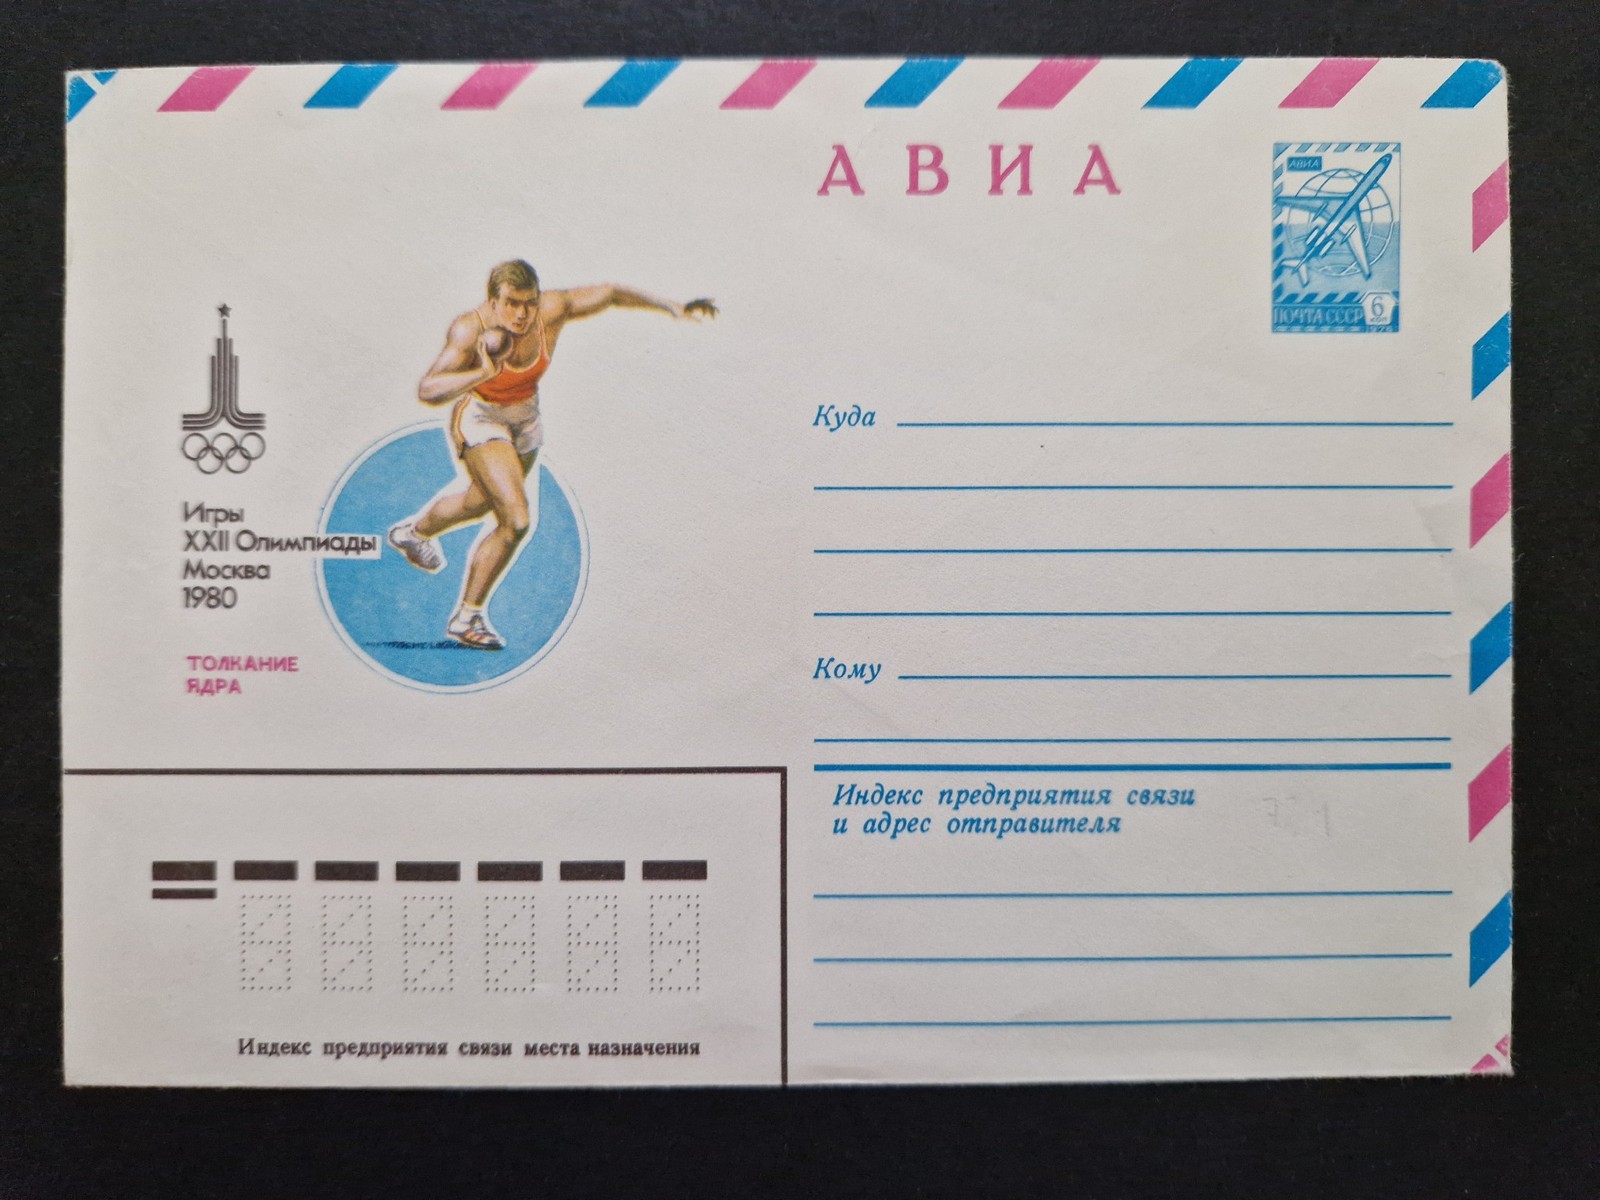 АВИА
АВИА
ПОЧТА СССР
6
коп
1978
Игры
XXII Олимпиады
Москва
1980
ТОЛКАНИЕ
ЯДРА
Куда
Кому
Индекс предприятия связи
и адрес отправителя
Индекс предприятия связи места назначения